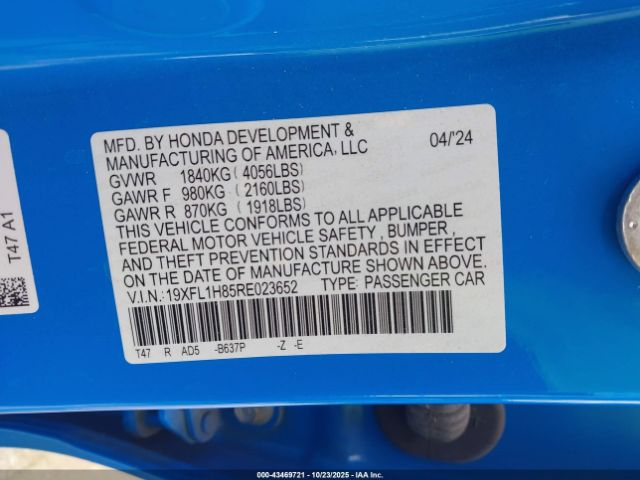 MFD. BY HONDA DEVELOPMENT & 04/'24
MANUFACTURING OF AMERICA, LLC
GVWR 1840KG (4056LBS)
GAWR F 980KG (2160LBS)
GAWR R 870KG (1918LBS)
THIS VEHICLE CONFORMS TO ALL APPLICABLE
FEDERAL MOTOR VEHICLE SAFETY, BUMPER,
AND THEFT PREVENTION STANDARDS IN EFFECT
ON THE DATE OF MANUFACTURE SHOWN ABOVE.
V.I.N.: 19XFL1H85RE023652 TYPE: PASSENGER CAR
T47 R AD5 -B637P -Z -E
T47 A1
000-43469721 - 10/23/2025 - IAA Inc.